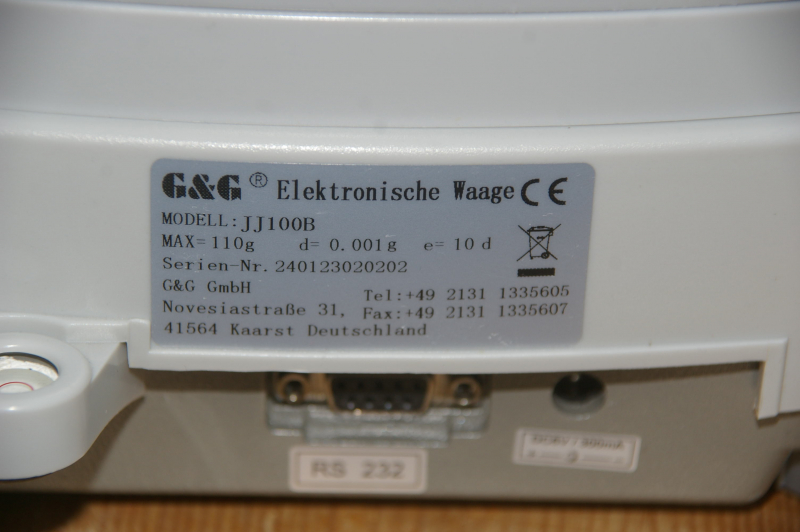 G&G ® Elektronische Waage CE
MODELL: JJ100B
MAX= 110g d= 0.001g e= 10 d
Serien-Nr. 240123020202
G&G GmbH
Tel:+49 2131 1335605
Novesiastraße 31, Fax:+49 2131 1335607
41564 Kaarst Deutschland
RS 232